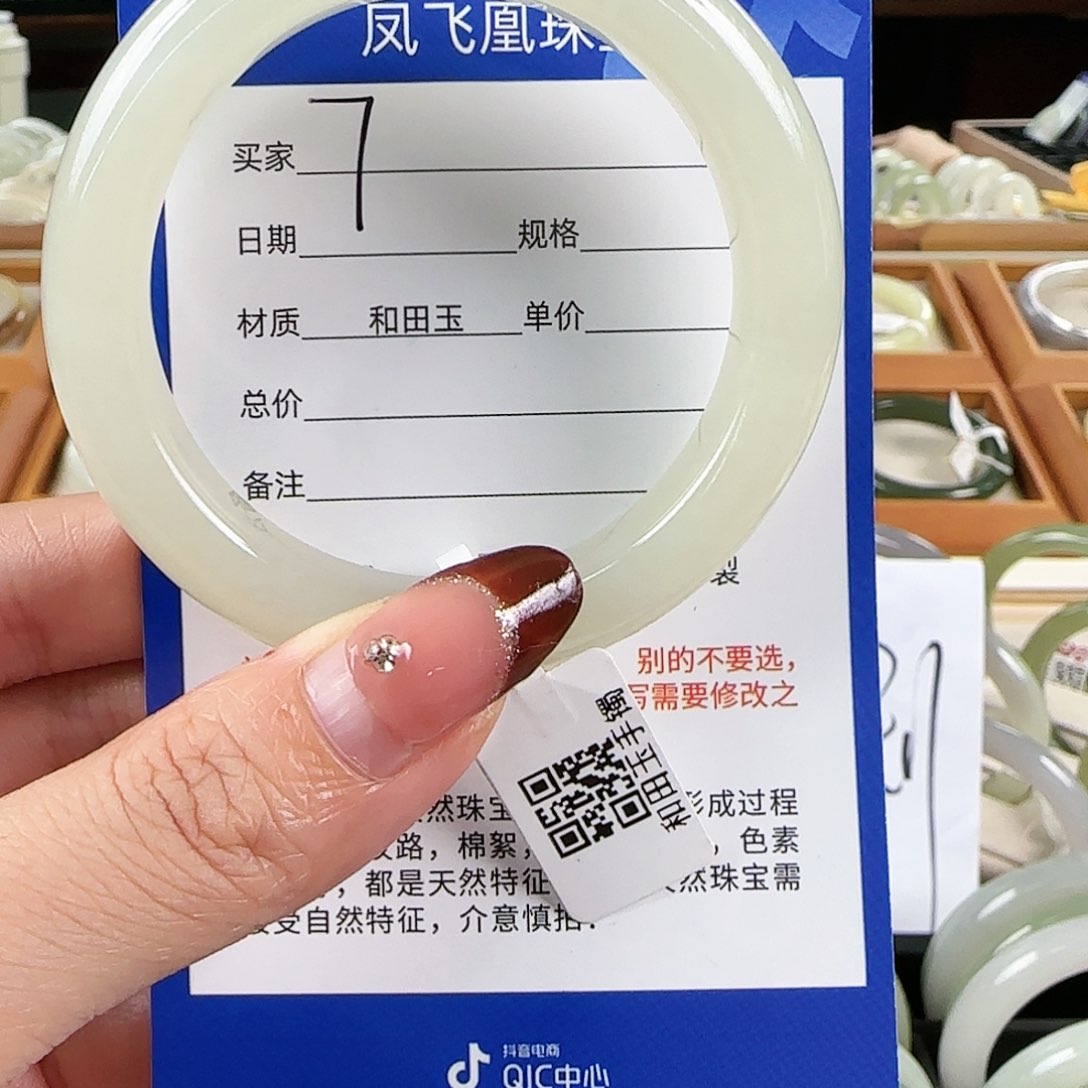 凤飞凰珠
7
买家
日期 规格
材质 和田玉 单价
总价
备注
製
别的不要选，
写需要修改之
和田玉手镯
然珠宝 形成过程
纹路，棉絮， ，色素
，都是天然特征 天然珠宝需
接受自然特征，介意慎拍.
抖音电商
QIC中心